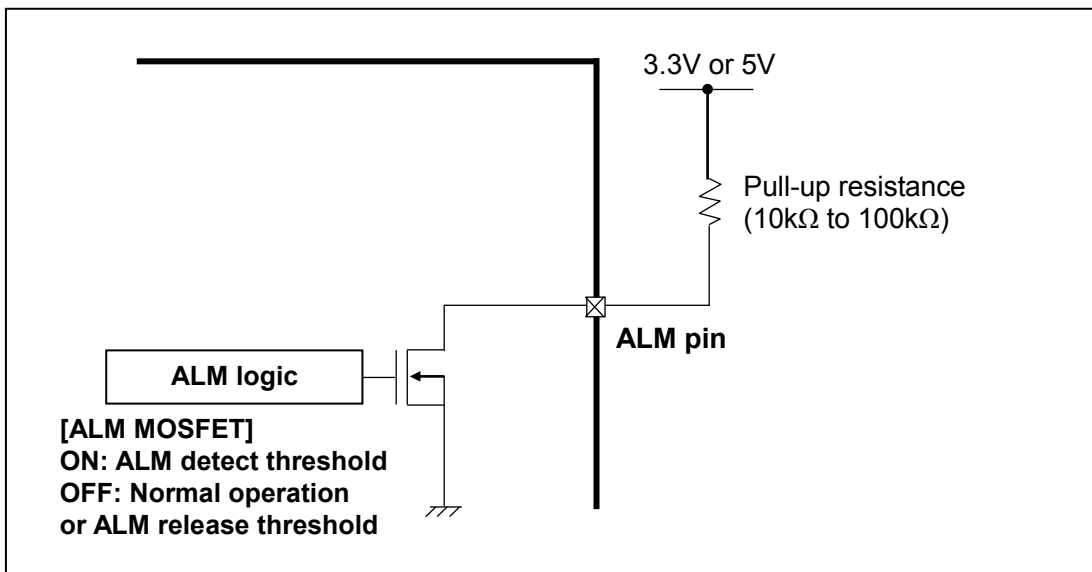 3.3V or 5V
Pull-up resistance
(10kΩ to 100kΩ)
ALM pin
ALM logic
[ALM MOSFET]
ON: ALM detect threshold
OFF: Normal operation
or ALM release threshold